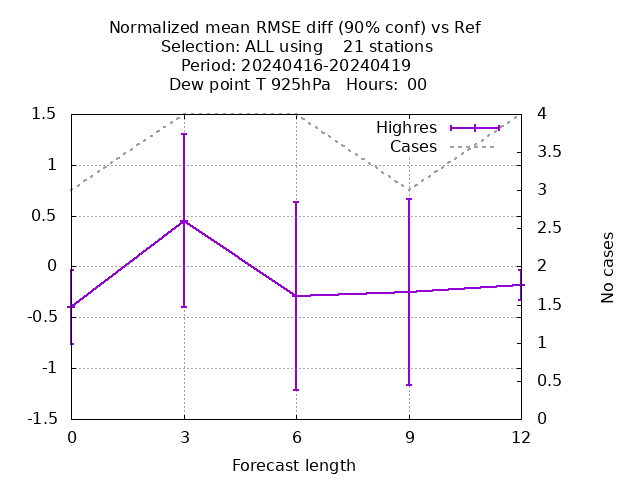 Normalized mean RMSE diff (90% conf) vs Ref
Selection: ALL using    21 stations
Period: 20240416-20240419
Dew point T 925hPa   Hours:  00
Highres
Cases
1.5
1
0.5
0
-0.5
-1
-1.5
4
3.5
3
2.5
2
1.5
1
0.5
0
No cases
0 3 6 9 12
Forecast length